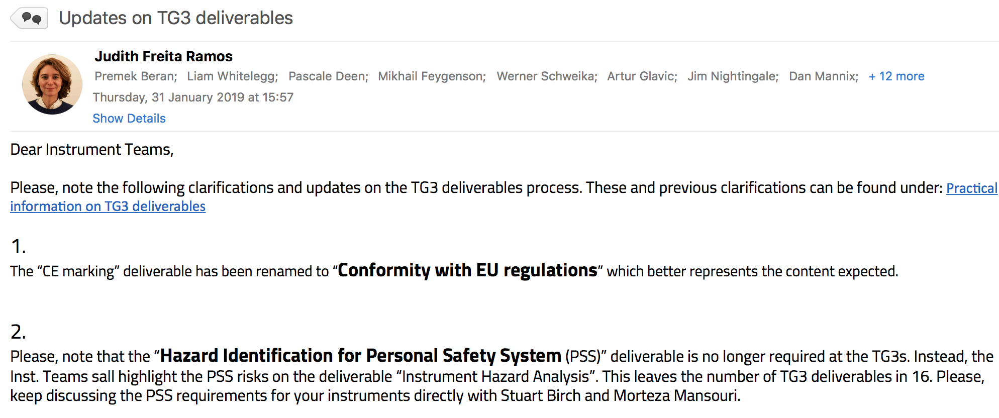 Updates on TG3 deliverables
Judith Freita Ramos
Premek Beran; Liam Whitelegg; Pascale Deen; Mikhail Feygenson; Werner Schweika; Artur Glavic; Jim Nightingale; Dan Mannix; + 12 more
Thursday, 31 January 2019 at 15:57
Show Details
Dear Instrument Teams,
Please, note the following clarifications and updates on the TG3 deliverables process. These and previous clarifications can be found under: Practical
information on TG3 deliverables
1.
The “CE marking” deliverable has been renamed to “Conformity with EU regulations” which better represents the content expected.
2.
Please, note that the “Hazard Identification for Personal Safety System (PSS)” deliverable is no longer required at the TG3s. Instead, the
Inst. Teams sall highlight the PSS risks on the deliverable “Instrument Hazard Analysis”. This leaves the number of TG3 deliverables in 16. Please,
keep discussing the PSS requirements for your instruments directly with Stuart Birch and Morteza Mansouri.